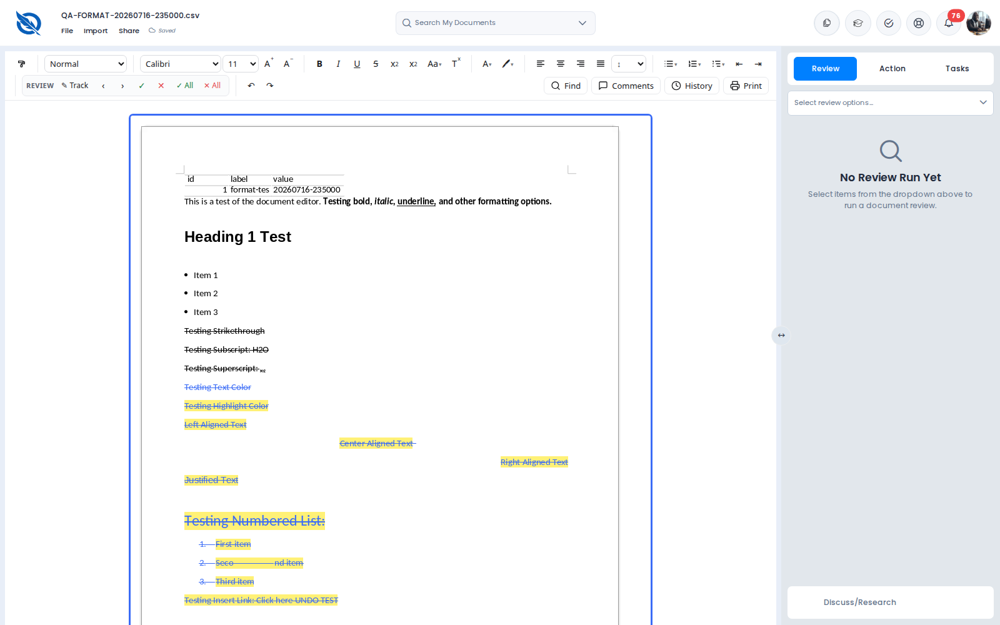 QA-FORMAT-20260716-235000.csv
File Import Share Saved
Search My Documents
76
Normal Calibri 11 A+ A− B I U S x2 x2 Aa Tx A
REVIEW Track ✓ All ✕ All Find Comments History Print
Review Action Tasks
Select review options...
No Review Run Yet
Select items from the dropdown above to
run a document review.
Discuss/Research
id label value
1 format-tes 20260716-235000
This is a test of the document editor. Testing bold, italic, underline, and other formatting options.
Heading 1 Test
• Item 1
• Item 2
• Item 3
Testing Strikethrough
Testing Subscript: H2O
Testing Superscript: x2
Testing Text Color
Testing Highlight Color
Left Aligned Text
Center Aligned Text
Right Aligned Text
Justified Text
Testing Numbered List:
1. First item
2. Seco nd item
3. Third item
Testing Insert Link: Click here UNDO TEST